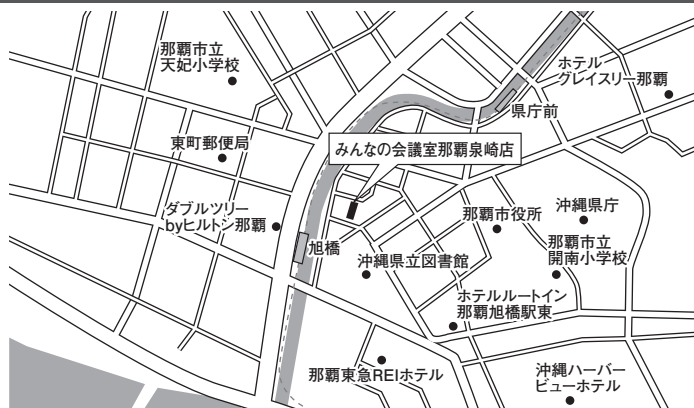 那覇市立
天妃小学校
ホテル
グレイスリー那覇
県庁前
東町郵便局
みんなの会議室那覇泉崎店
ダブルツリー
byヒルトン那覇
那覇市役所
沖縄県庁
旭橋
沖縄県立図書館
那覇市立
開南小学校
ホテルルートイン
那覇旭橋駅東
那覇東急REIホテル
沖縄ハーバー
ビューホテル